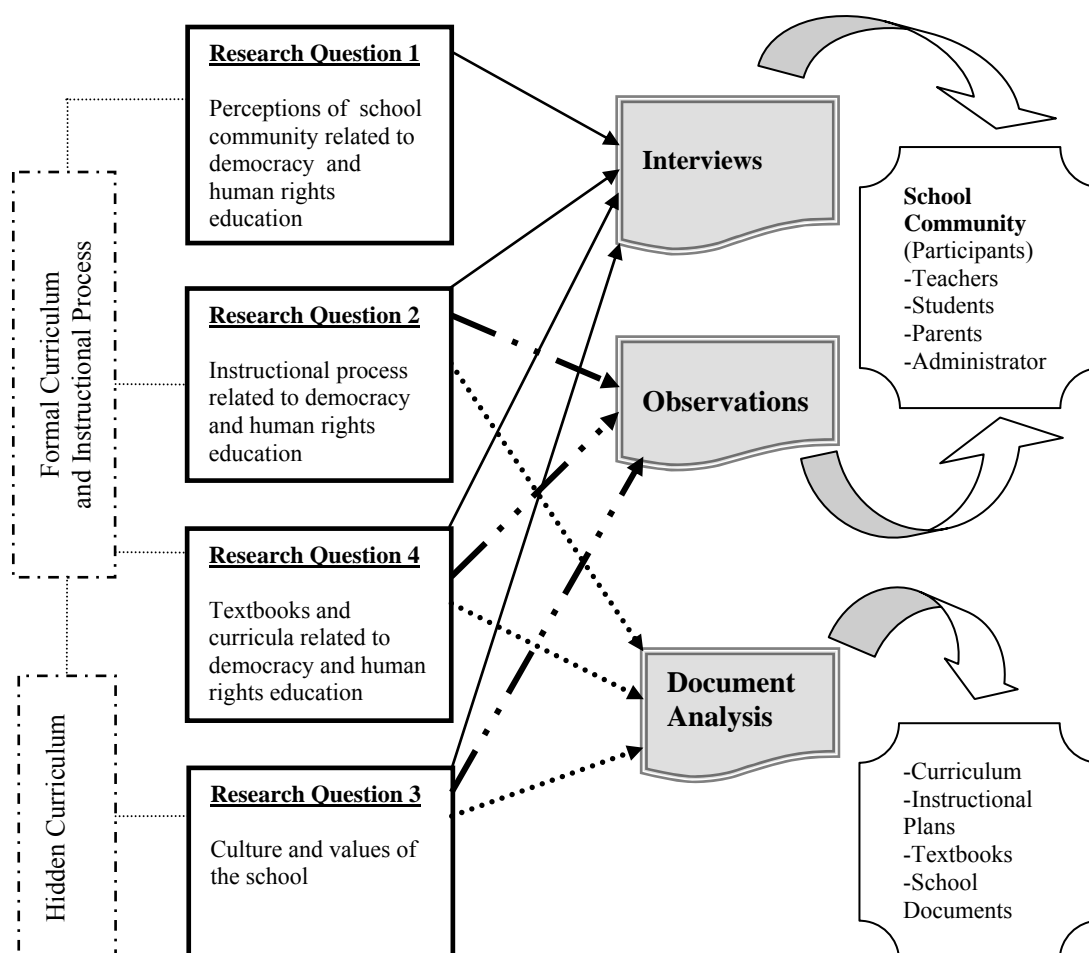 Formal Curriculum
and Instructional Process
Hidden Curriculum
Research Question 1
Perceptions of school
community related to
democracy and
human rights
education
Research Question 2
Instructional process
related to democracy
and human rights
education
Research Question 4
Textbooks and
curricula related to
democracy and human
rights education
Research Question 3
Culture and values of
the school
Interviews
Observations
Document
Analysis
School
Community
(Participants)
-Teachers
-Students
-Parents
-Administrator
-Curriculum
-Instructional
Plans
-Textbooks
-School
Documents